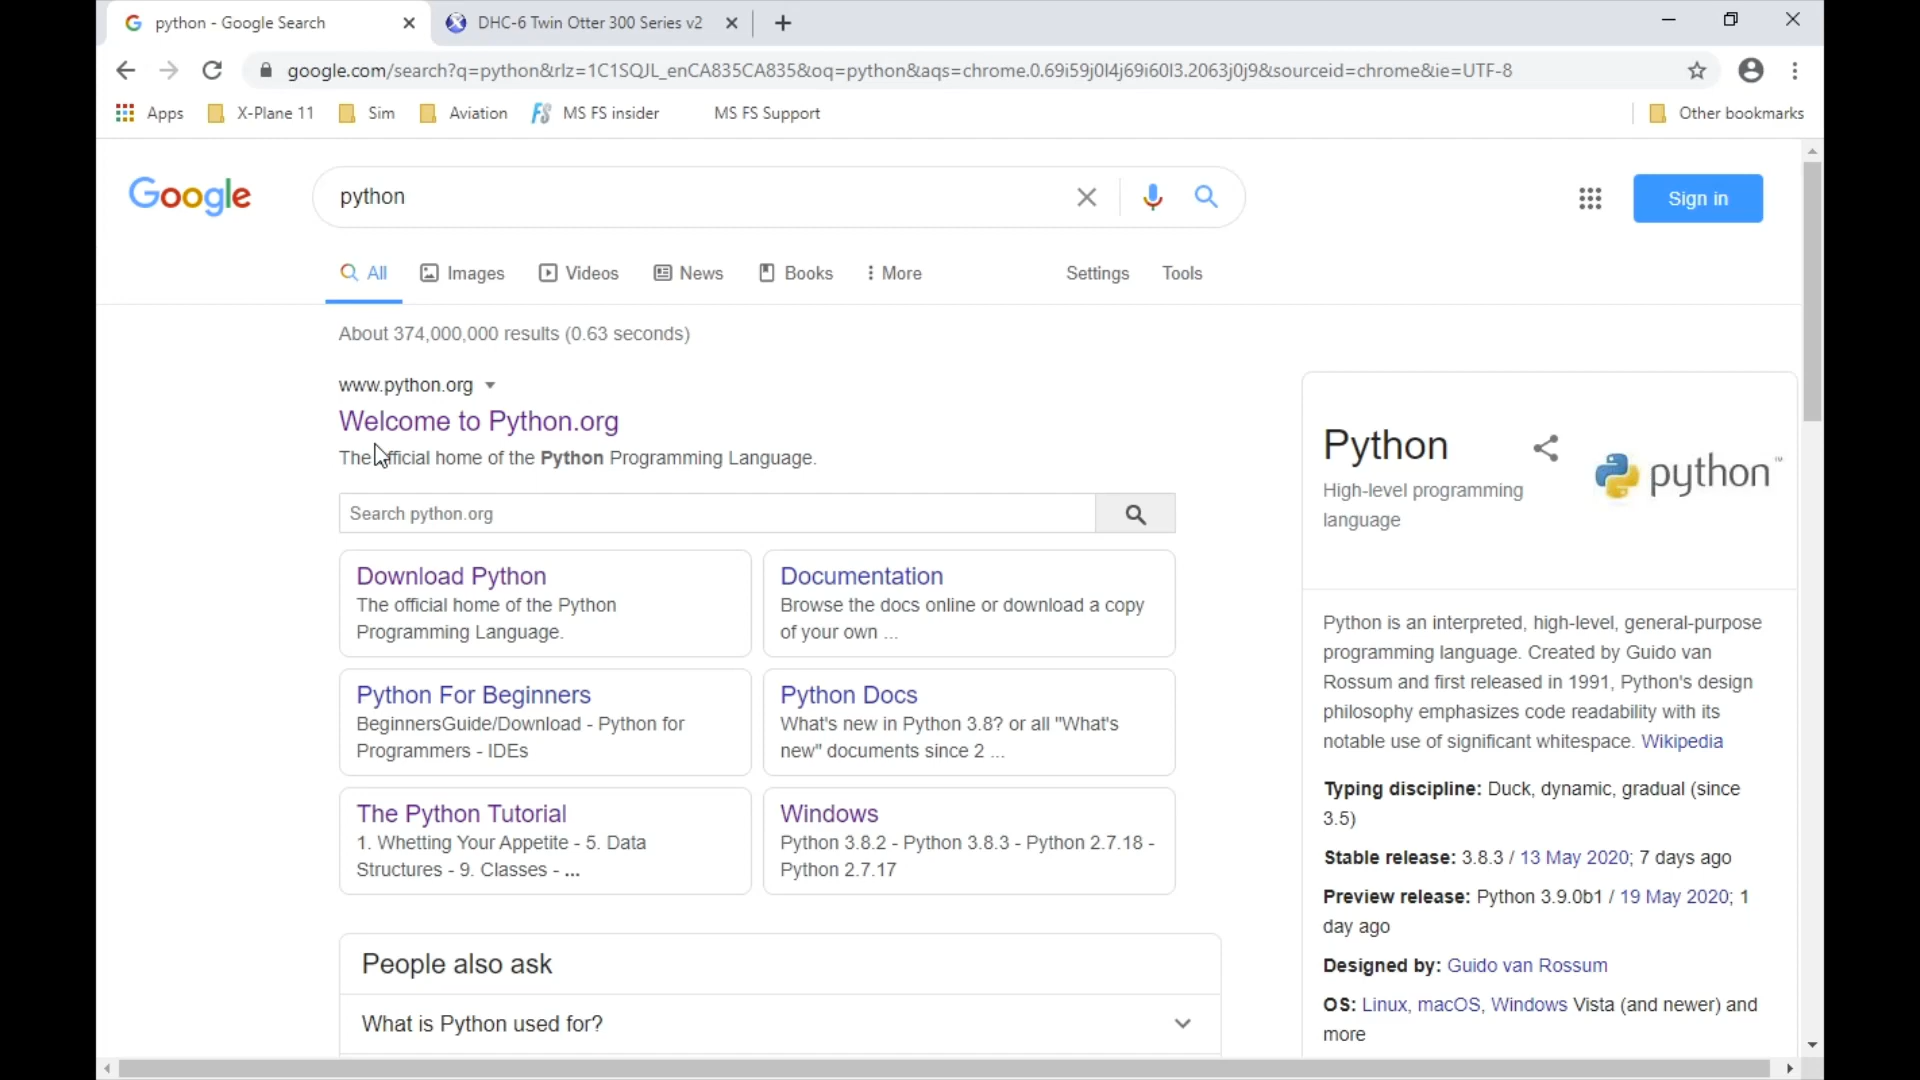 python - Google Search
DHC-6 Twin Otter 300 Series v2
google.com/search?q=python&rlz=1C1SQJL_enCA835CA835&oq=python&aqs=chrome.0.69i59j0l4j69i60l3.2063j0j9&sourceid=chrome&ie=UTF-8
Apps
X-Plane 11
Sim
Aviation
FS
MS FS insider
MS FS Support
Other bookmarks
Google
python
Sign in
All
Images
Videos
News
Books
More
Settings
Tools
About 374,000,000 results (0.63 seconds)
www.python.org
Welcome to Python.org
The official home of the Python Programming Language.
Search python.org
Download Python
The official home of the Python
Programming Language.
Documentation
Browse the docs online or download a copy
of your own ...
Python For Beginners
BeginnersGuide/Download - Python for
Programmers - IDEs
Python Docs
What's new in Python 3.8? or all "What's
new" documents since 2 ...
The Python Tutorial
1. Whetting Your Appetite - 5. Data
Structures - 9. Classes - ...
Windows
Python 3.8.2 - Python 3.8.3 - Python 2.7.18 -
Python 2.7.17
People also ask
What is Python used for?
Python
High-level programming
language
python™
Python is an interpreted, high-level, general-purpose
programming language. Created by Guido van
Rossum and first released in 1991, Python's design
philosophy emphasizes code readability with its
notable use of significant whitespace. Wikipedia
Typing discipline: Duck, dynamic, gradual (since
3.5)
Stable release: 3.8.3 / 13 May 2020; 7 days ago
Preview release: Python 3.9.0b1 / 19 May 2020; 1
day ago
Designed by: Guido van Rossum
OS: Linux, macOS, Windows Vista (and newer) and
more